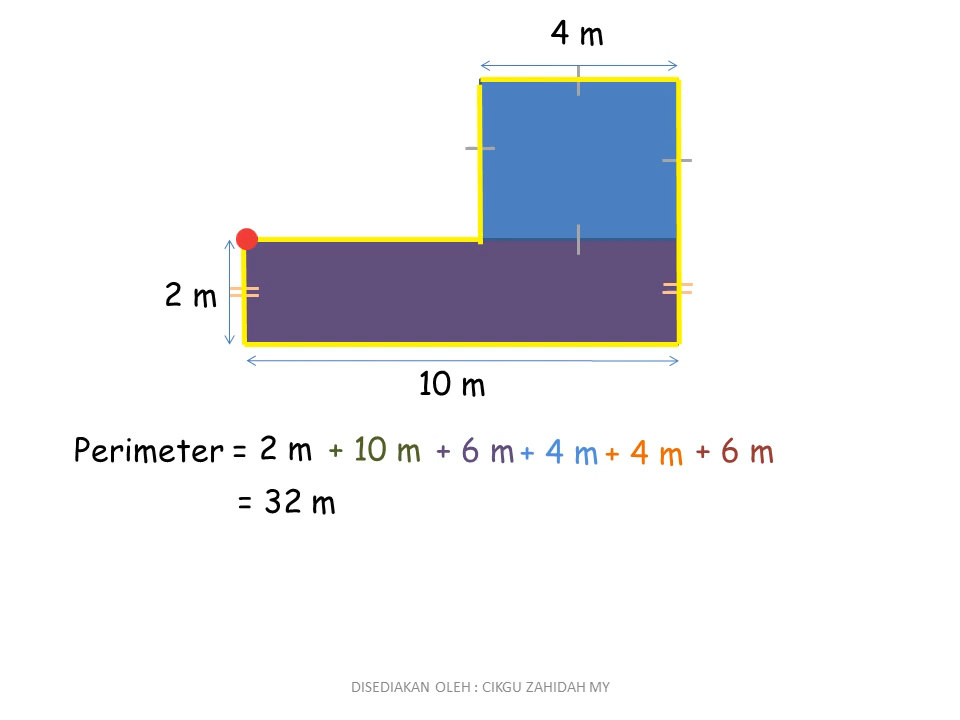 4 m
2 m
10 m
Perimeter = 2 m + 10 m + 6 m + 4 m + 4 m + 6 m
= 32 m
DISEDIAKAN OLEH : CIKGU ZAHIDAH MY